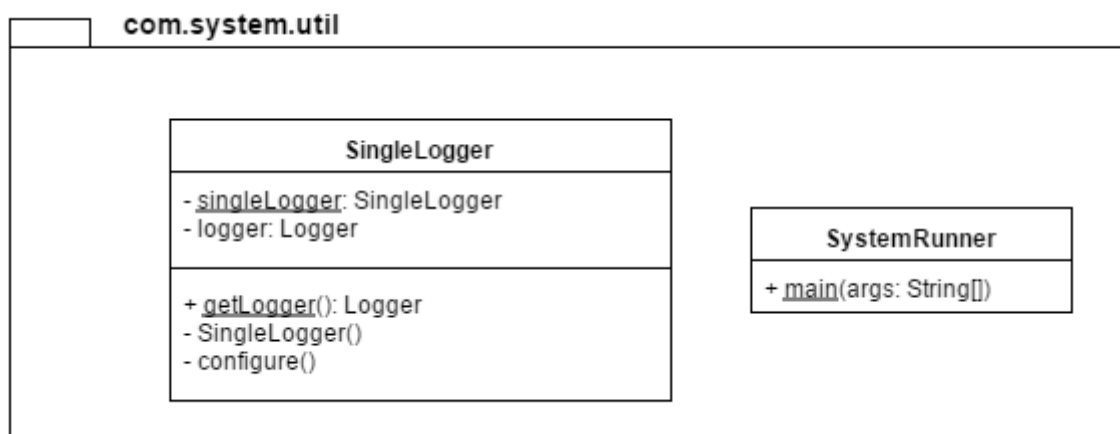 com.system.util
SingleLogger
- singleLogger: SingleLogger
- logger: Logger
+ getLogger(): Logger
- SingleLogger()
- configure()
SystemRunner
+ main(args: String[])